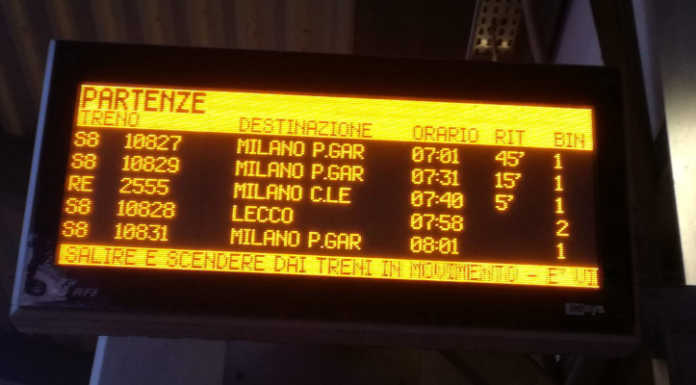 PARTENZE
TRENO DESTINAZIONE ORARIO RIT BIN
S8 10827 MILANO P.GAR 07:01 45' 1
S8 10829 MILANO P.GAR 07:31 15' 1
RE 2555 MILANO C.LE 07:40 5' 1
S8 10828 LECCO 07:58 2
S8 10831 MILANO P.GAR 08:01 1
SALIRE E SCENDERE DAI TRENI IN MOVIMENTO - E' VI
RFI